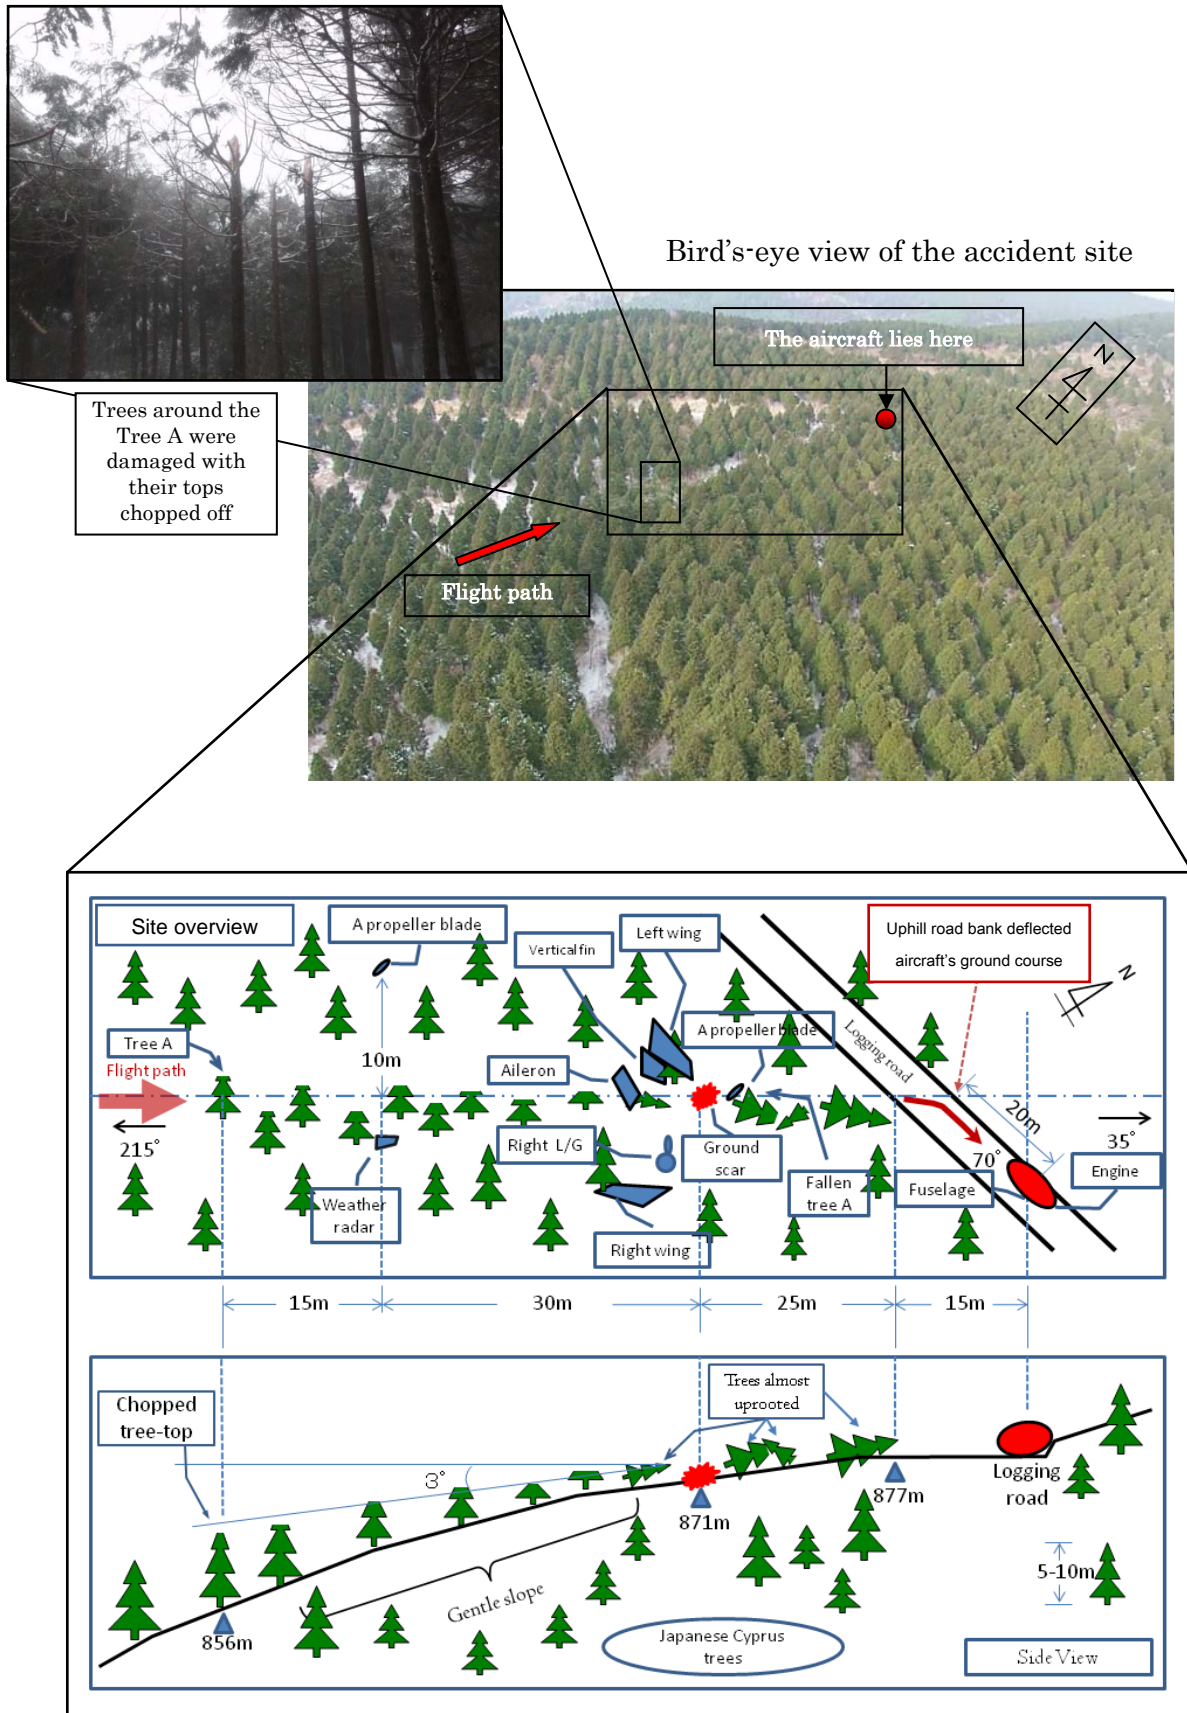 Bird's-eye view of the accident site
The aircraft lies here
N
Trees around the
Tree A were
damaged with
their tops
chopped off
Flight path
Site overview
A propeller blade
Vertical fin
Left wing
Uphill road bank deflected
aircraft's ground course
N
Tree A
Flight path
10m
Aileron
A propeller blade
Logging road
20m
215°
35°
Right L/G
Ground
scar
70°
Engine
Weather
radar
Fallen
tree A
Fuselage
Right wing
15m
30m
25m
15m
Chopped
tree-top
Trees almost
uprooted
3°
Logging
road
877m
871m
5-10m
Gentle slope
856m
Japanese Cyprus
trees
Side View